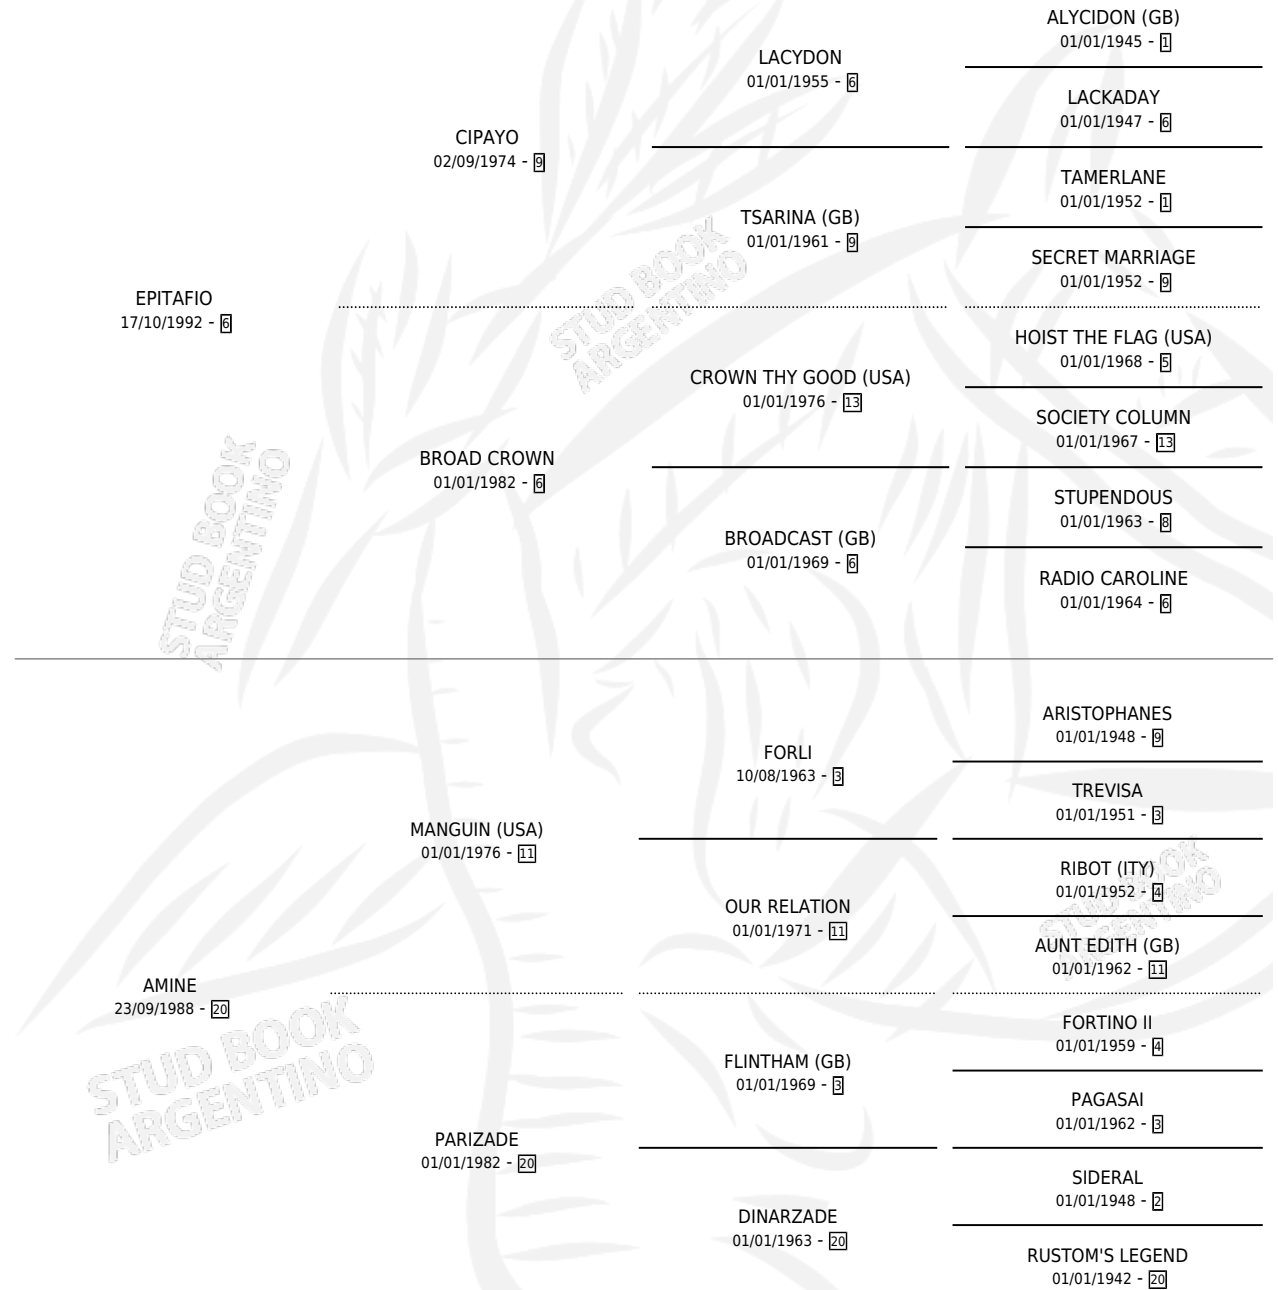 ALYCIDON (GB)
01/01/1945 - 1
LACYDON
01/01/1955 - 6
LACKADAY
01/01/1947 - 6
CIPAYO
02/09/1974 - 9
TAMERLANE
01/01/1952 - 1
TSARINA (GB)
01/01/1961 - 9
SECRET MARRIAGE
01/01/1952 - 9
EPITAFIO
17/10/1992 - 6
HOIST THE FLAG (USA)
01/01/1968 - 5
CROWN THY GOOD (USA)
01/01/1976 - 13
SOCIETY COLUMN
01/01/1967 - 13
BROAD CROWN
01/01/1982 - 6
STUPENDOUS
01/01/1963 - 8
BROADCAST (GB)
01/01/1969 - 6
RADIO CAROLINE
01/01/1964 - 6
STUD BOOK
ARGENTINO
STUD BOOK
ARGENTINO
ARISTOPHANES
01/01/1948 - 9
FORLI
10/08/1963 - 3
TREVISA
01/01/1951 - 3
MANGUIN (USA)
01/01/1976 - 11
RIBOT (ITY)
01/01/1952 - 4
OUR RELATION
01/01/1971 - 11
AUNT EDITH (GB)
01/01/1962 - 11
AMINE
23/09/1988 - 20
FORTINO II
01/01/1959 - 4
FLINTHAM (GB)
01/01/1969 - 3
PAGASAI
01/01/1962 - 3
PARIZADE
01/01/1982 - 20
SIDERAL
01/01/1948 - 2
DINARZADE
01/01/1963 - 20
RUSTOM'S LEGEND
01/01/1942 - 20
STUD BOOK
ARGENTINO
STUD BOOK
ARGENTINO